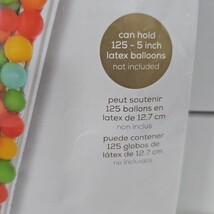 can hold
125 - 5 inch
latex balloons
not included
peut soutenir
125 ballons en
latex de 12.7 cm
non inclus
puede contener
125 globos de
látex de 12.7 cm
no incluidos